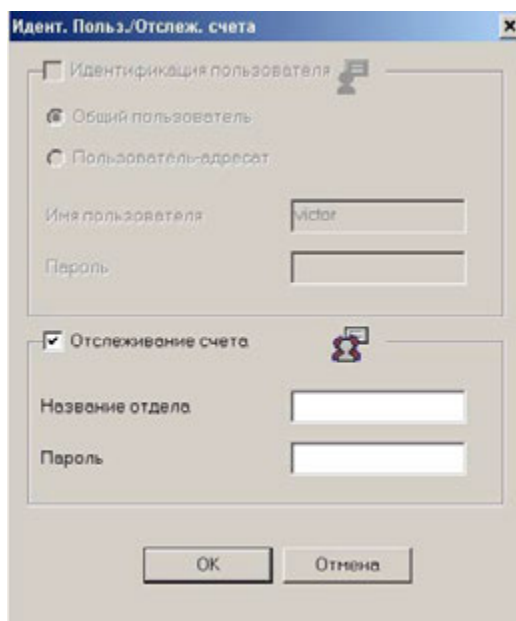 Идент. Польз./Отслеж. счета
Идентификация пользователя
Общий пользователь
Пользователь-адресат
Имя пользователя victor
Пароль
Отслеживание счета
Название отдела
Пароль
OK Отмена